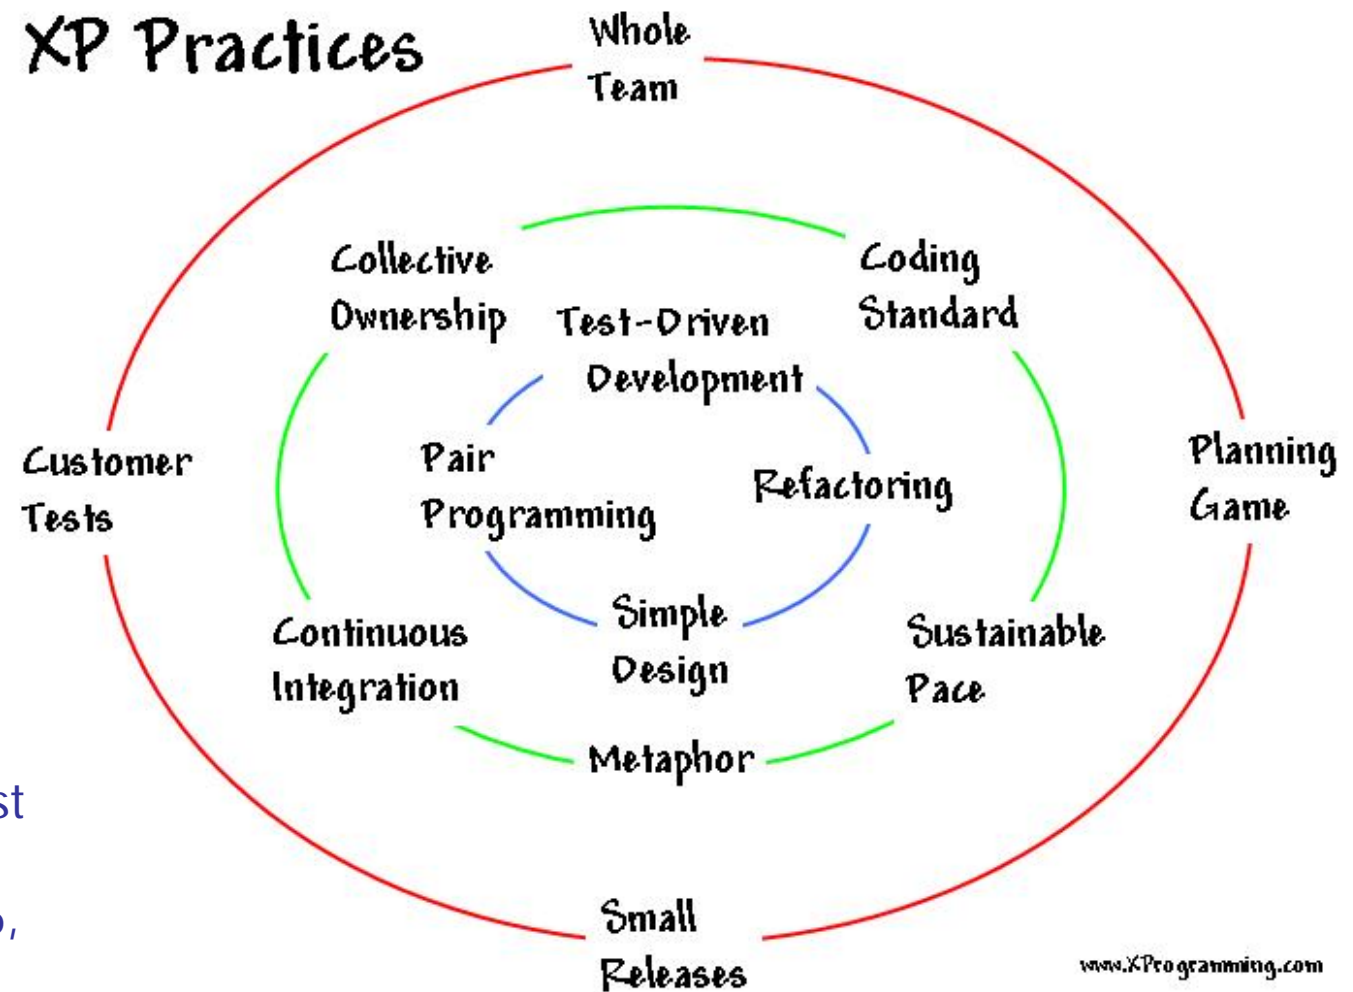 XP Practices
Whole
Team
Collective
Ownership
Coding
Standard
Test-Driven
Development
Customer
Tests
Pair
Programming
Refactoring
Planning
Game
Continuous
Integration
Simple
Design
Sustainable
Pace
Metaphor
st
Small
Releases
www.XProgramming.com